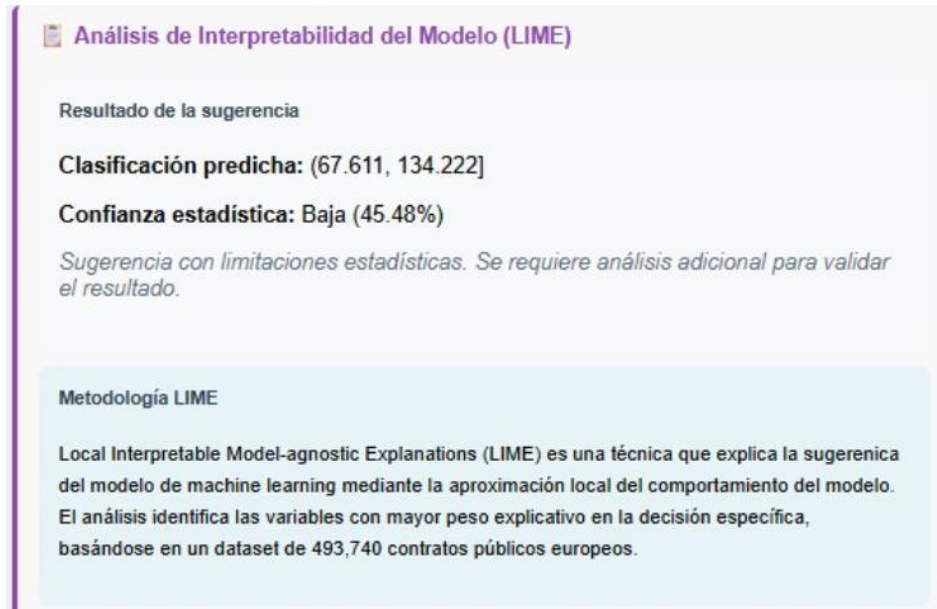 Análisis de Interpretabilidad del Modelo (LIME)
Resultado de la sugerencia
Clasificación predicha: (67.611, 134.222]
Confianza estadística: Baja (45.48%)
Sugerencia con limitaciones estadísticas. Se requiere análisis adicional para validar
el resultado.
Metodología LIME
Local Interpretable Model-agnostic Explanations (LIME) es una técnica que explica la sugerenica
del modelo de machine learning mediante la aproximación local del comportamiento del modelo.
El análisis identifica las variables con mayor peso explicativo en la decisión específica,
basándose en un dataset de 493,740 contratos públicos europeos.